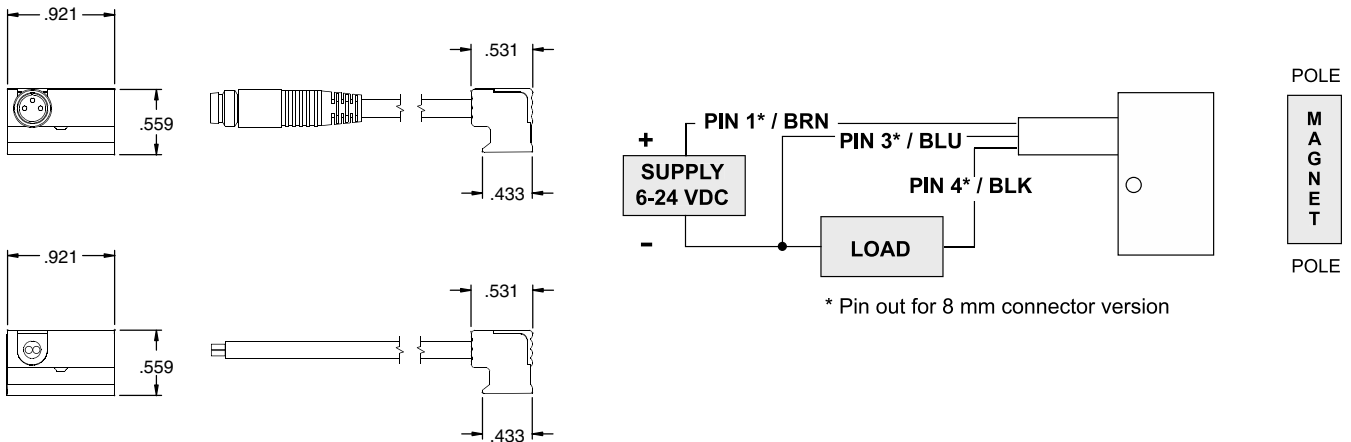 .921
.559
.531
.433
.921
.559
.531
.433
+
PIN 1* / BRN
PIN 3* / BLU
SUPPLY
6-24 VDC
PIN 4* / BLK
-
LOAD
* Pin out for 8 mm connector version
POLE
MAGNET
POLE